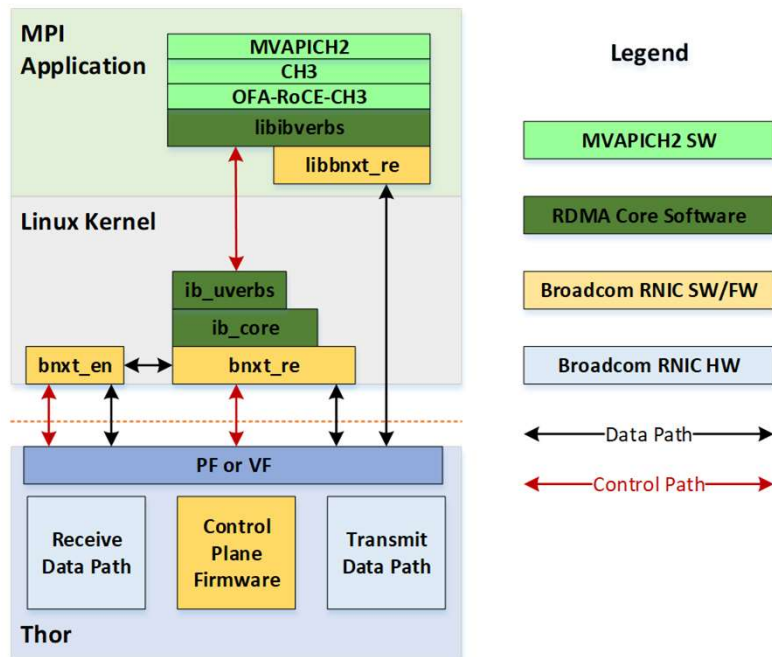 MPI
Application
MVAPICH2
CH3
OFA-RoCE-CH3
libibverbs
libbnxt_re
Linux Kernel
ib_uverbs
ib_core
bnxt_en
bnxt_re
PF or VF
Receive
Data Path
Control
Plane
Firmware
Transmit
Data Path
Thor
Legend
MVAPICH2 SW
RDMA Core Software
Broadcom RNIC SW/FW
Broadcom RNIC HW
Data Path
Control Path